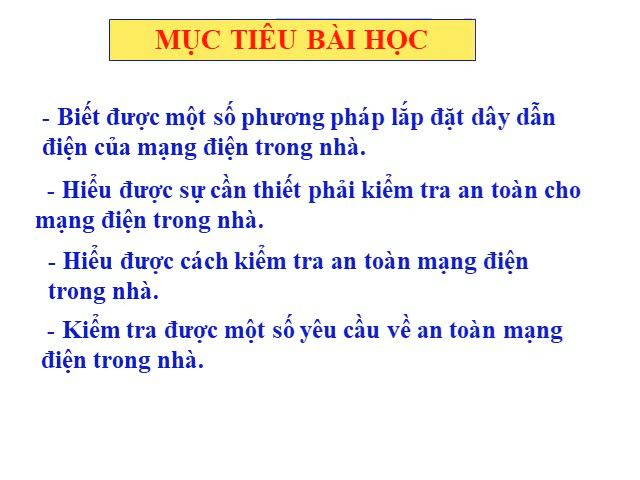 MỤC TIÊU BÀI HỌC
- Biết được một số phương pháp lắp đặt dây dẫn
điện của mạng điện trong nhà.
- Hiểu được sự cần thiết phải kiểm tra an toàn cho
mạng điện trong nhà.
- Hiểu được cách kiểm tra an toàn mạng điện
trong nhà.
- Kiểm tra được một số yêu cầu về an toàn mạng
điện trong nhà.